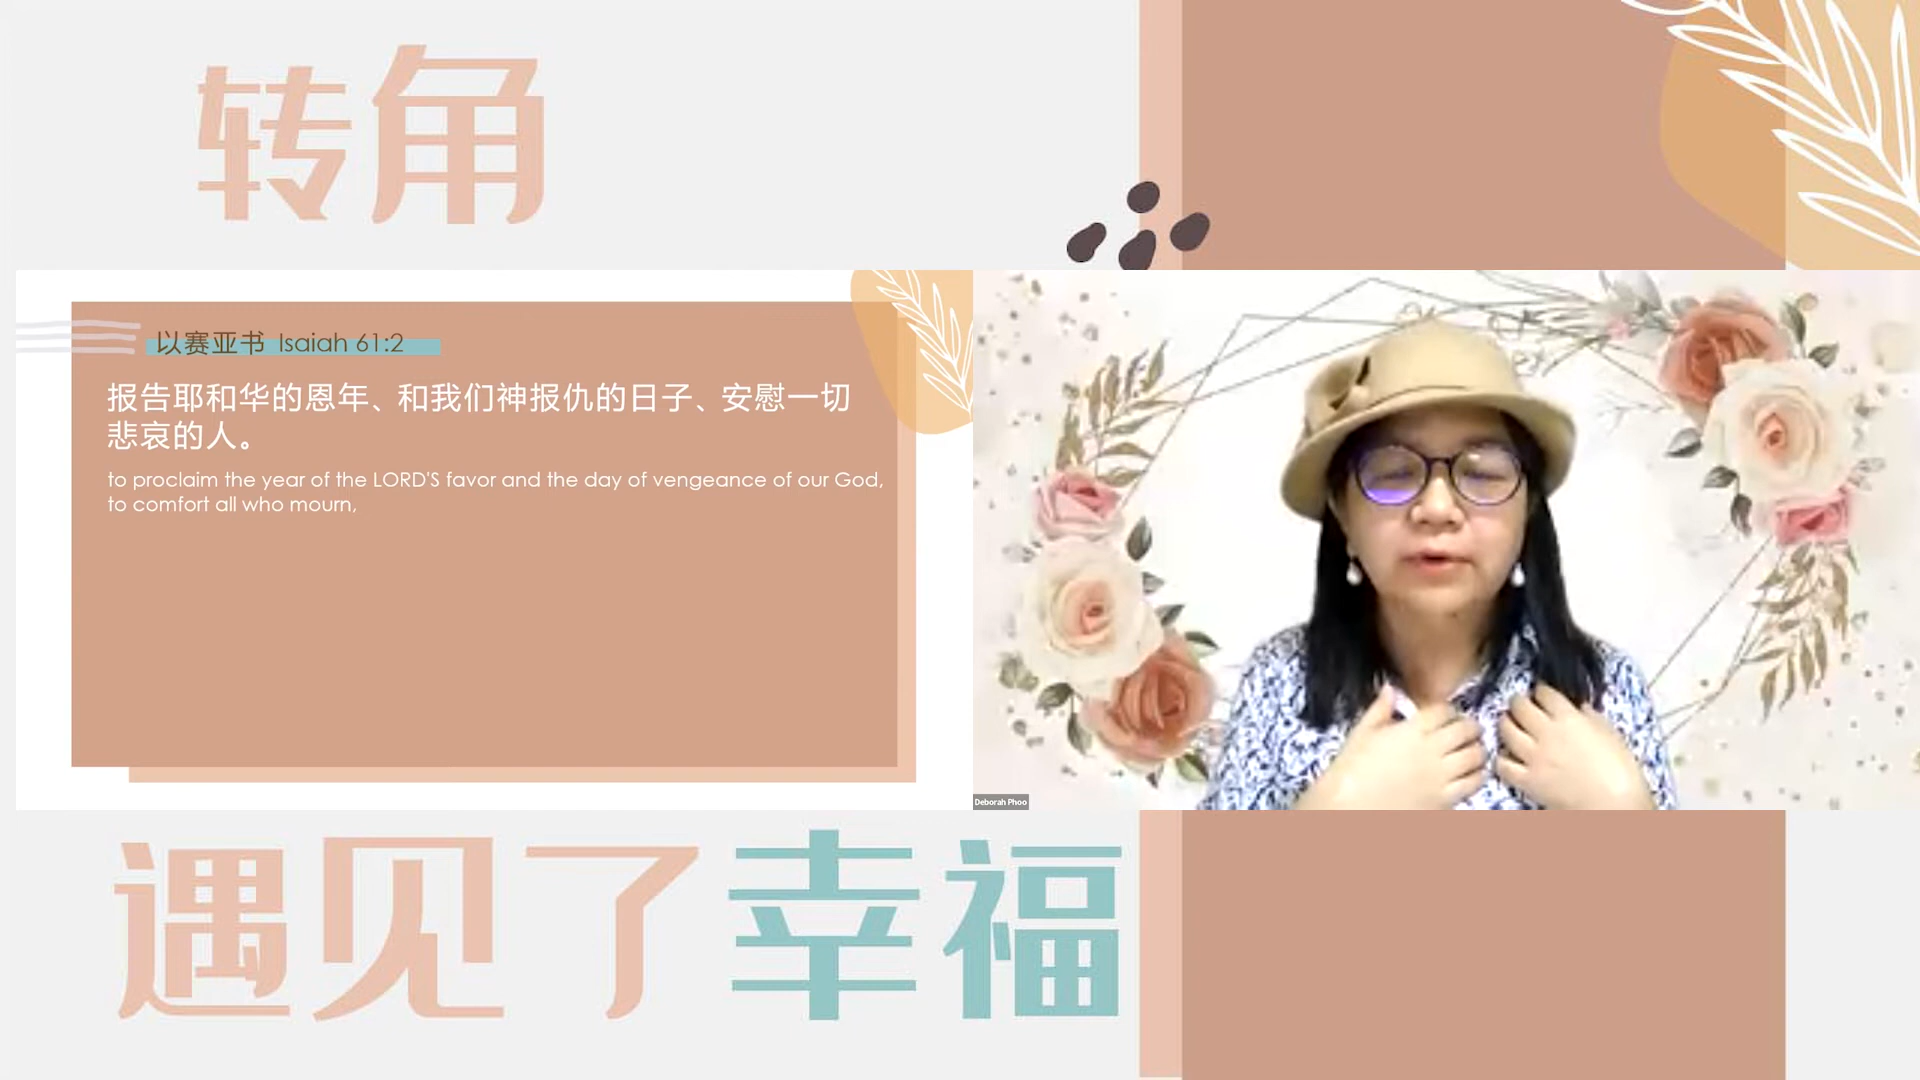 转角
以赛亚书 Isaiah 61:2
报告耶和华的恩年、和我们神报仇的日子、安慰一切
悲哀的人。
to proclaim the year of the LORD'S favor and the day of vengeance of our God,
to comfort all who mourn,
Deborah Phoo
遇见了幸福